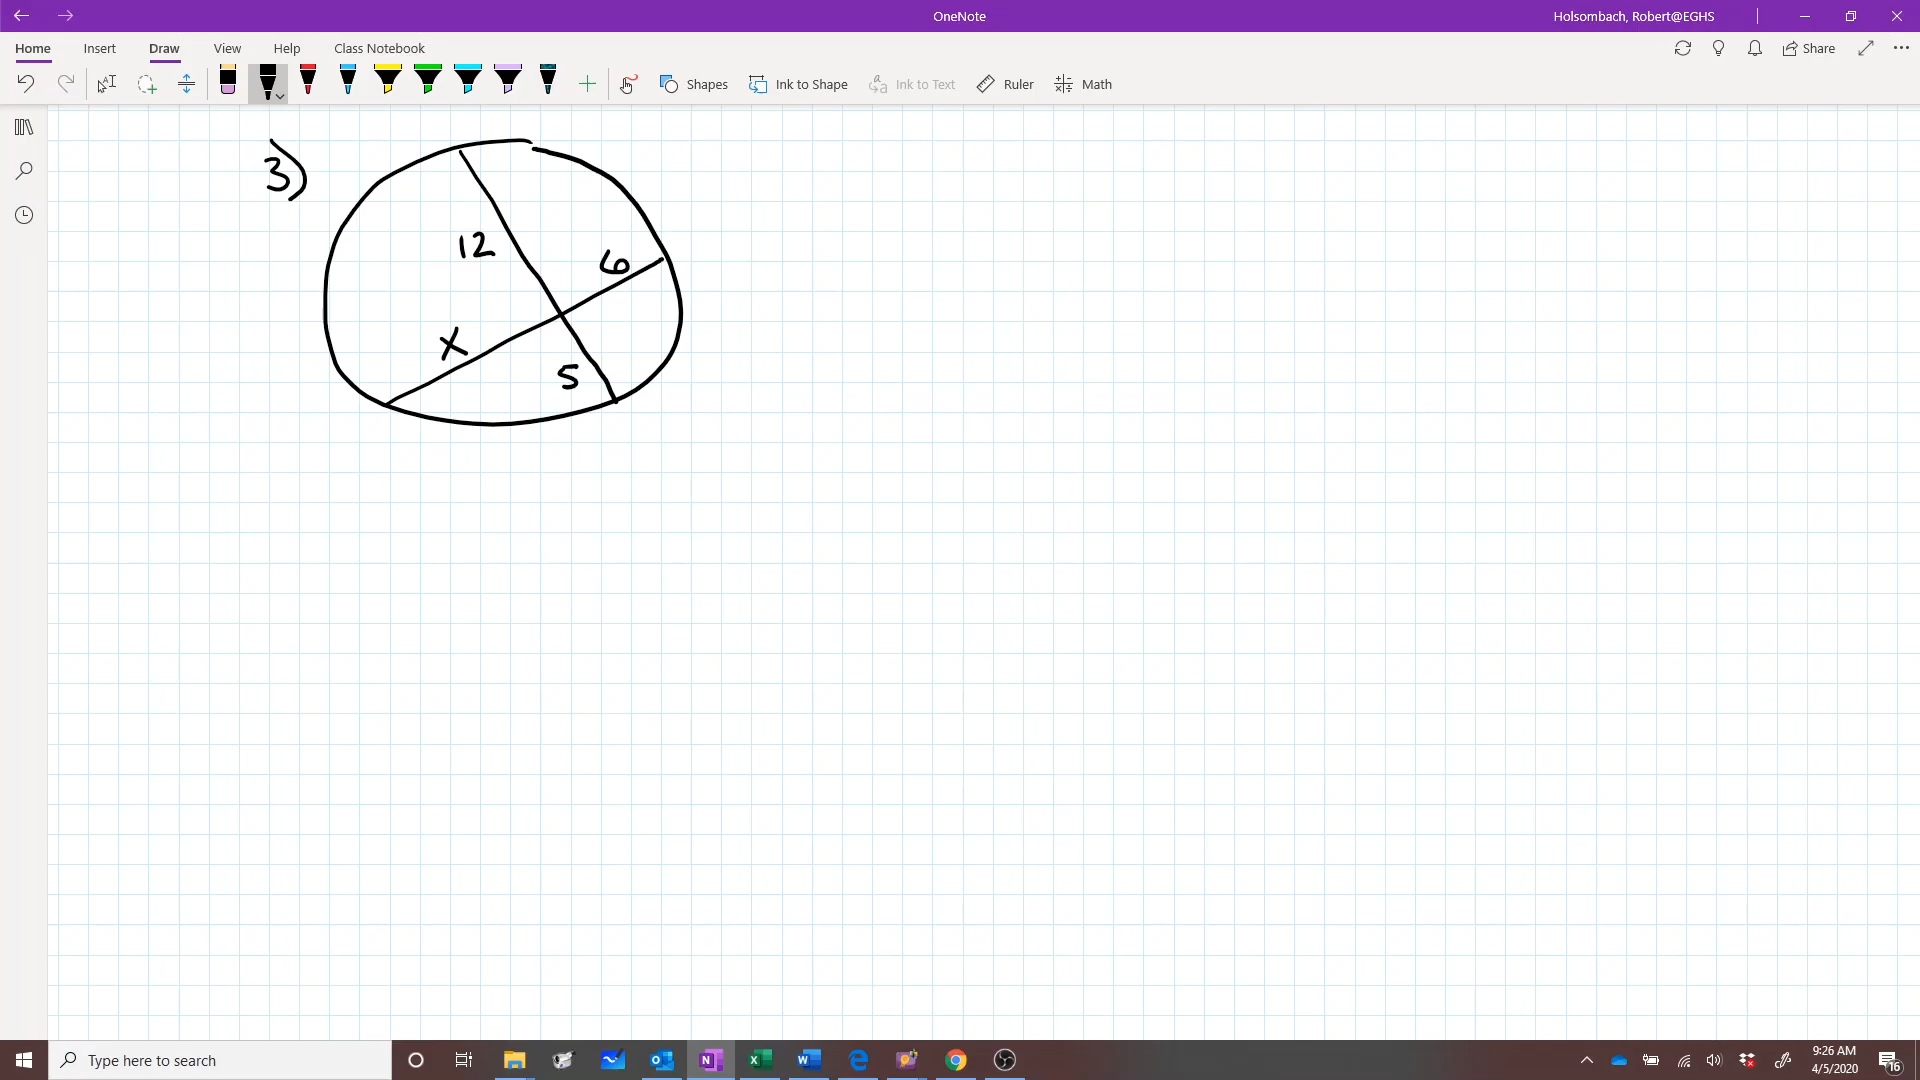 OneNote
Holsombach, Robert@EGHS
Home Insert Draw View Help Class Notebook
Share
Shapes Ink to Shape Ink to Text Ruler Math
3)
12
6
x
5
Type here to search
9:26 AM
4/5/2020
16